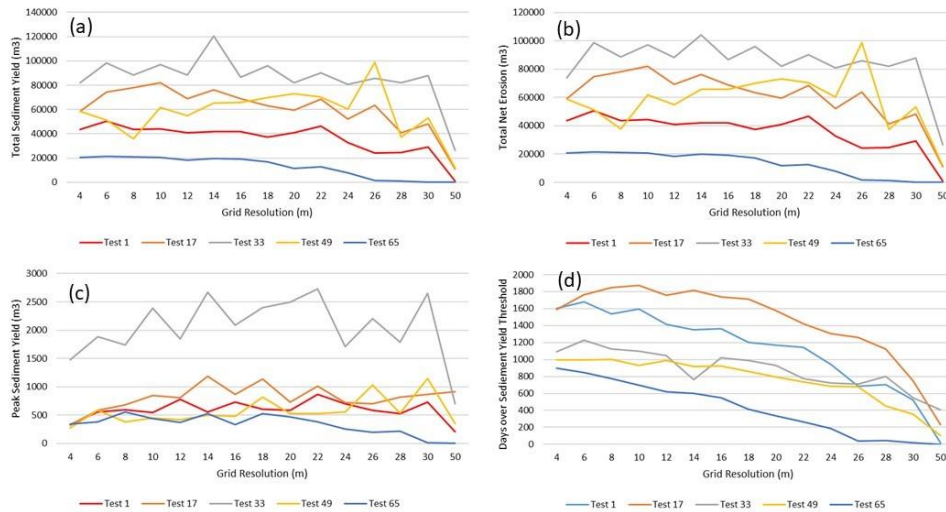 (a)
Total Sediment Yield (m3)
140000
120000
100000
80000
60000
40000
20000
0
4 6 8 10 12 14 16 18 20 22 24 26 28 30 50
Grid Resolution (m)
Test 1 Test 17 Test 33 Test 49 Test 65
(b)
Total Net Erosion (m3)
120000
100000
80000
60000
40000
20000
0
4 6 8 10 12 14 16 18 20 22 24 26 28 30 50
Grid Resolution (m)
Test 1 Test 17 Test 33 Test 49 Test 65
(c)
Peak Sediment Yield (m3)
3000
2500
2000
1500
1000
500
0
4 6 8 10 12 14 16 18 20 22 24 26 28 30 50
Grid Resolution (m)
Test 1 Test 17 Test 33 Test 49 Test 65
(d)
Days over Sediement Yield Threshold
2000
1800
1600
1400
1200
1000
800
600
400
200
0
4 6 8 10 12 14 16 18 20 22 24 26 28 30 50
Grid Resolution (m)
Test 1 Test 17 Test 33 Test 49 Test 65